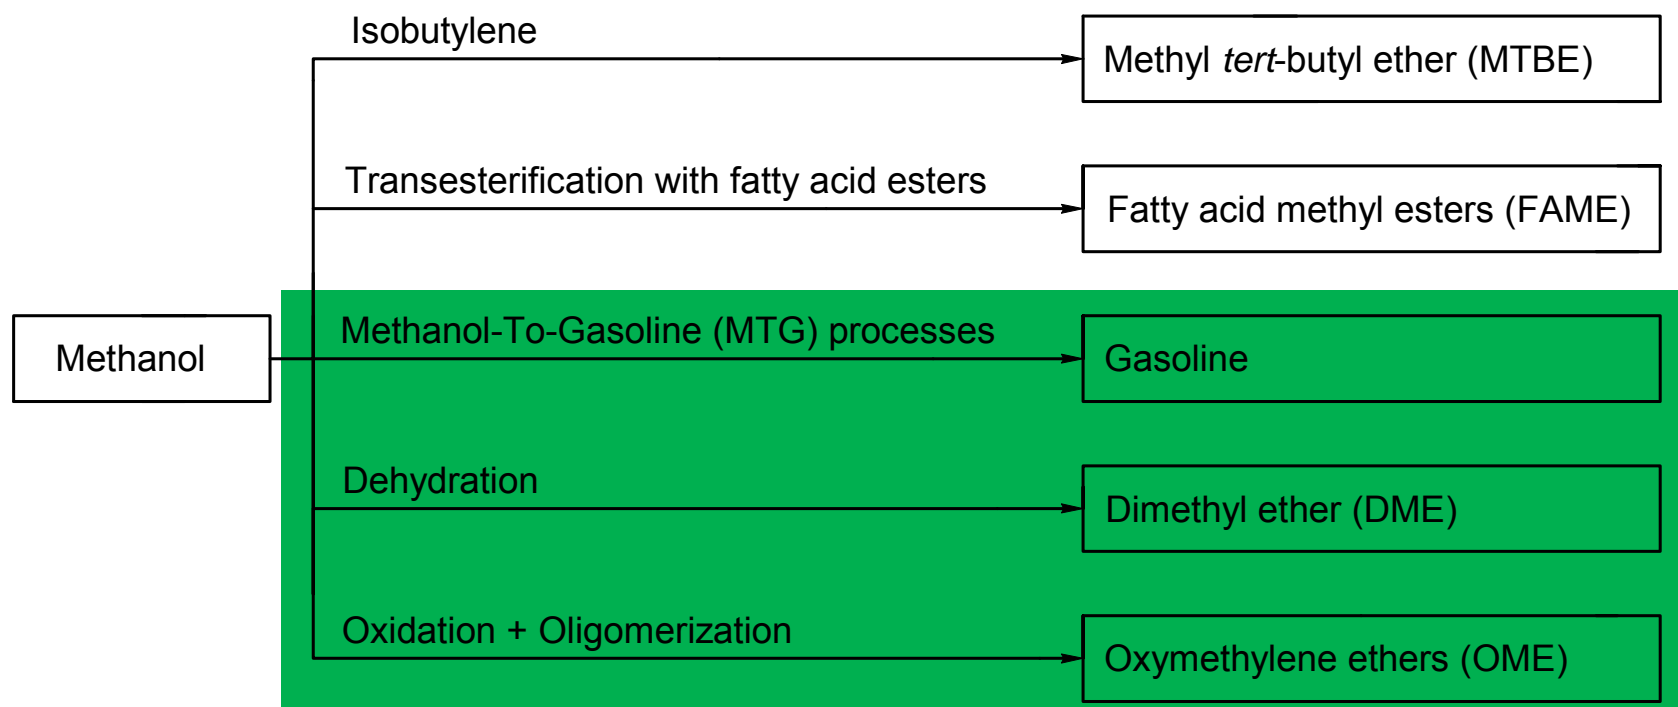 Isobutylene
Methyl tert-butyl ether (MTBE)
Transesterification with fatty acid esters
Fatty acid methyl esters (FAME)
Methanol
Methanol-To-Gasoline (MTG) processes
Gasoline
Dehydration
Dimethyl ether (DME)
Oxidation + Oligomerization
Oxymethylene ethers (OME)